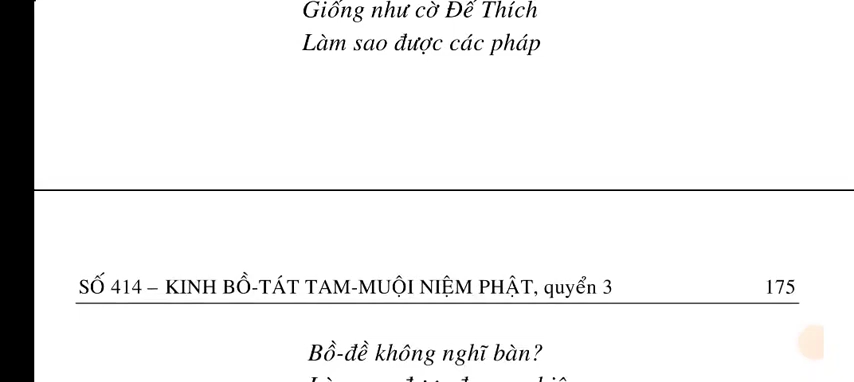 Giống như cờ Đế Thích
Làm sao được các pháp
SỐ 414 – KINH BỒ-TÁT TAM-MUỘI NIỆM PHẬT, quyển 3 175
Bồ-đề không nghĩ bàn?